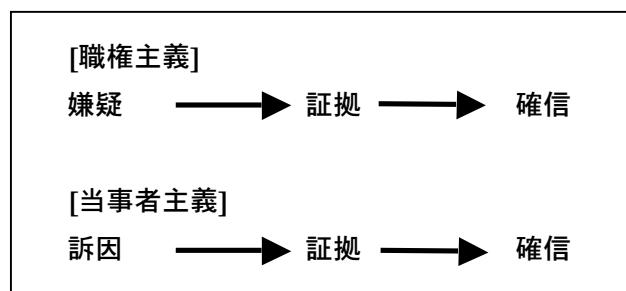 [職権主義]
嫌疑 証拠 確信
[当事者主義]
訴因 証拠 確信